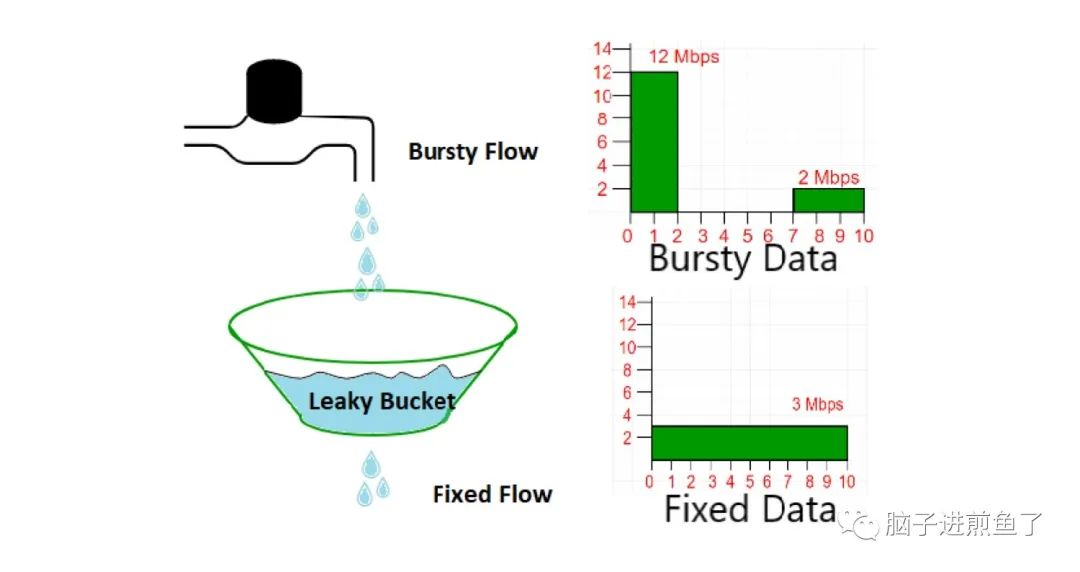 Bursty Flow
Leaky Bucket
Fixed Flow
14
12
10
8
6
4
2
12 Mbps
2 Mbps
0 1 2 3 4 5 6 7 8 9 10
Bursty Data
14
12
10
8
6
4
2
3 Mbps
0 1 2 3 4 5 6 7 8 9 10
Fixed Data
脑子进煎鱼了